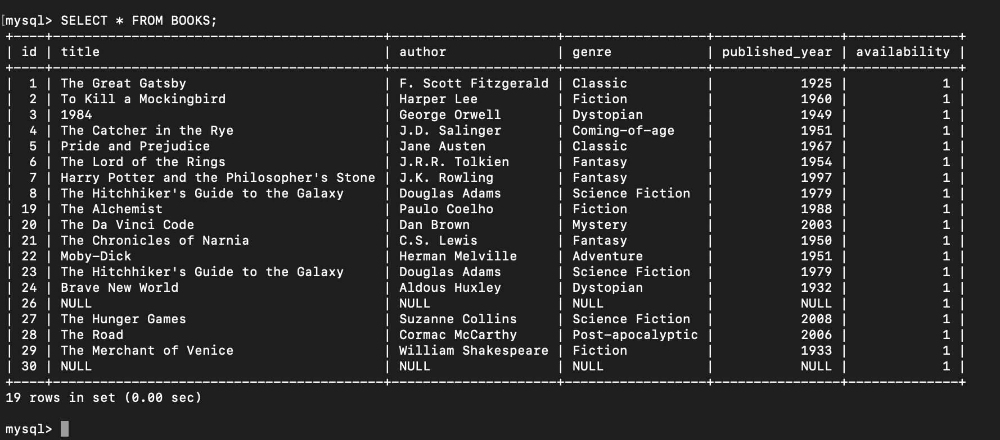 mysql> SELECT * FROM BOOKS;
+----+------------------------------------------+---------------------+------------------+----------------+--------------+
| id | title                                    | author              | genre            | published_year | availability |
+----+------------------------------------------+---------------------+------------------+----------------+--------------+
|  1 | The Great Gatsby                         | F. Scott Fitzgerald | Classic          |           1925 |            1 |
|  2 | To Kill a Mockingbird                    | Harper Lee          | Fiction          |           1960 |            1 |
|  3 | 1984                                     | George Orwell       | Dystopian        |           1949 |            1 |
|  4 | The Catcher in the Rye                   | J.D. Salinger       | Coming-of-age    |           1951 |            1 |
|  5 | Pride and Prejudice                      | Jane Austen         | Classic          |           1967 |            1 |
|  6 | The Lord of the Rings                    | J.R.R. Tolkien      | Fantasy          |           1954 |            1 |
|  7 | Harry Potter and the Philosopher's Stone | J.K. Rowling        | Fantasy          |           1997 |            1 |
|  8 | The Hitchhiker's Guide to the Galaxy     | Douglas Adams       | Science Fiction  |           1979 |            1 |
| 19 | The Alchemist                            | Paulo Coelho        | Fiction          |           1988 |            1 |
| 20 | The Da Vinci Code                        | Dan Brown           | Mystery          |           2003 |            1 |
| 21 | The Chronicles of Narnia                 | C.S. Lewis          | Fantasy          |           1950 |            1 |
| 22 | Moby-Dick                                | Herman Melville     | Adventure        |           1951 |            1 |
| 23 | The Hitchhiker's Guide to the Galaxy     | Douglas Adams       | Science Fiction  |           1979 |            1 |
| 24 | Brave New World                          | Aldous Huxley       | Dystopian        |           1932 |            1 |
| 26 | NULL                                     | NULL                | NULL             |           NULL |            1 |
| 27 | The Hunger Games                         | Suzanne Collins     | Science Fiction  |           2008 |            1 |
| 28 | The Road                                 | Cormac McCarthy     | Post-apocalyptic |           2006 |            1 |
| 29 | The Merchant of Venice                   | William Shakespeare | Fiction          |           1933 |            1 |
| 30 | NULL                                     | NULL                | NULL             |           NULL |            1 |
+----+------------------------------------------+---------------------+------------------+----------------+--------------+
19 rows in set (0.00 sec)
mysql>